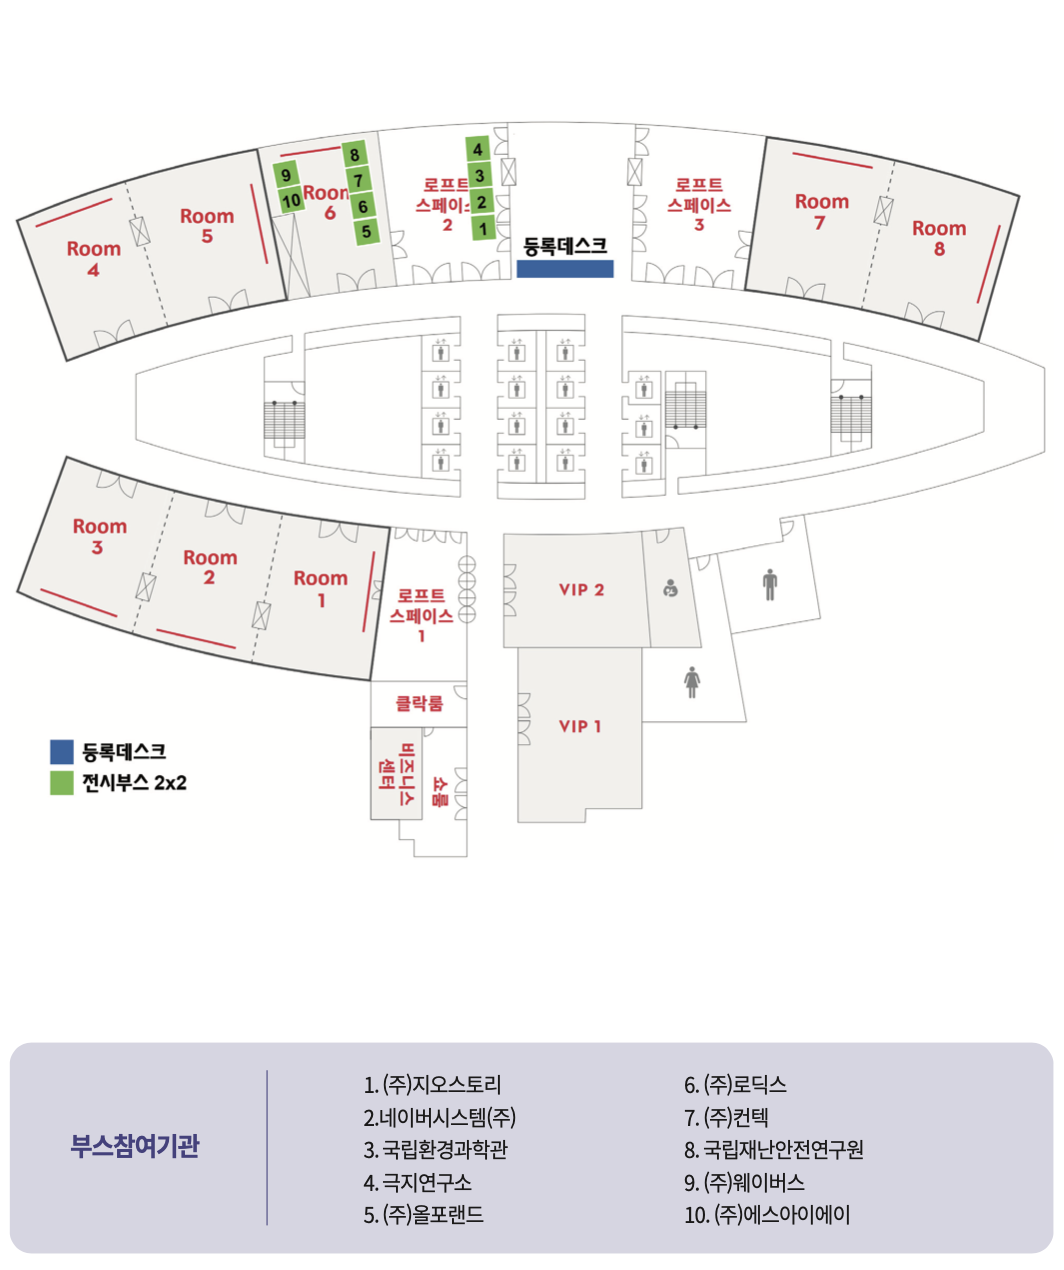 4
3
2
1
8
7
6
5
9
10
로프트
스페이스
2
로프트
스페이스
3
Room
7
Room
8
Room
6
Room
5
Room
4
등록데스크
Room
3
Room
2
Room
1
로프트
스페이스
1
VIP 2
클락룸
VIP 1
비즈니스
센터
쇼룸
등록데스크
전시부스 2x2
부스참여기관
1. (주)지오스토리
2.네이버시스템(주)
3. 국립환경과학관
4. 극지연구소
5. (주)올포랜드
6. (주)로딕스
7. (주)컨텍
8. 국립재난안전연구원
9. (주)웨이버스
10. (주)에스아이에이